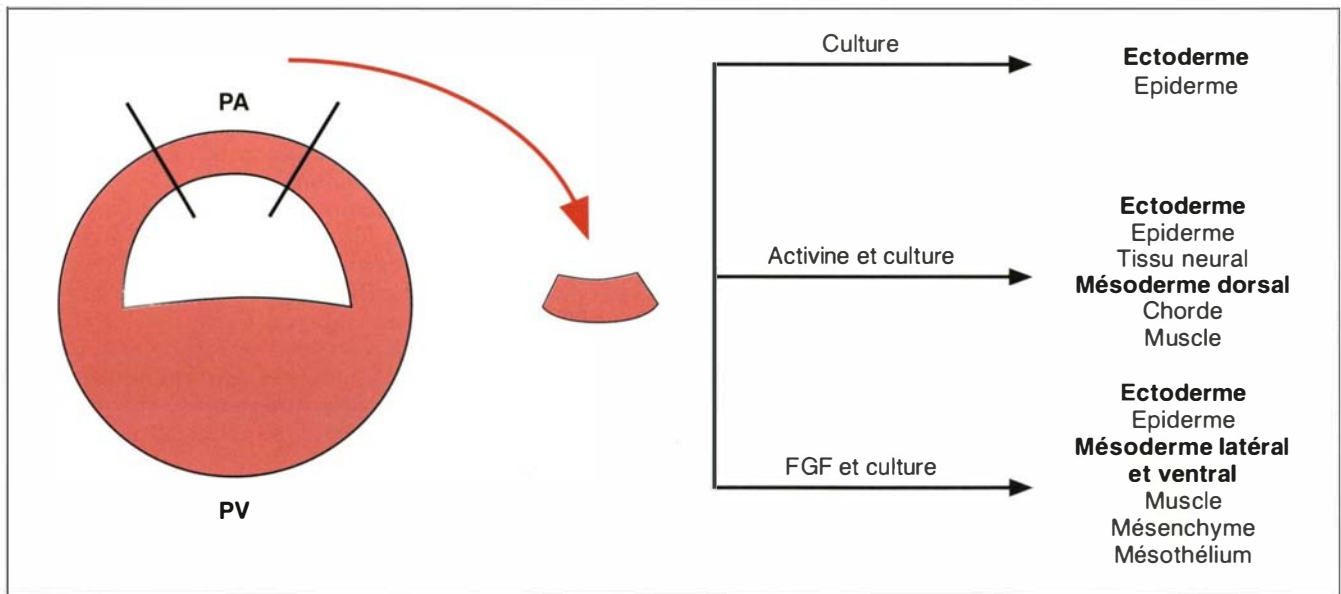 PA
PV
Culture
Ectoderme
Epiderme
Activine et culture
Ectoderme
Epiderme
Tissu neural
Mésoderme dorsal
Chorde
Muscle
FGF et culture
Ectoderme
Epiderme
Mésoderme latéral
et ventral
Muscle
Mésenchyme
Mésothélium